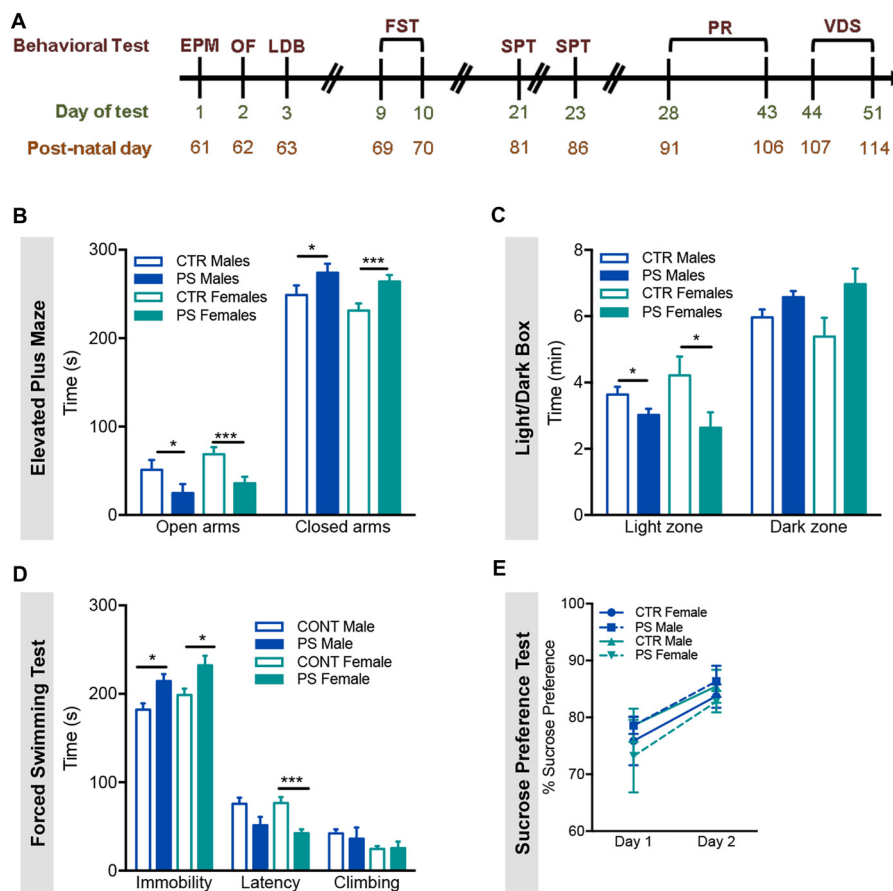 A
Behavioral Test EPM OF LDB FST SPT SPT PR VDS
Day of test 1 2 3 9 10 21 23 28 43 44 51
Post-natal day 61 62 63 69 70 81 86 91 106 107 114
B
Elevated Plus Maze
Time (s)
300
200
100
0
CTR Males
PS Males
CTR Females
PS Females
* *** * ***
Open arms Closed arms
C
Light/Dark Box
Time (min)
8
6
4
2
0
CTR Males
PS Males
CTR Females
PS Females
* *
Light zone Dark zone
D
Forced Swimming Test
Time (s)
300
200
100
0
CONT Male
PS Male
CONT Female
PS Female
* * ***
Immobility Latency Climbing
E
Sucrose Preference Test
% Sucrose Preference
100
90
80
70
60
CTR Female
PS Male
CTR Male
PS Female
Day 1 Day 2